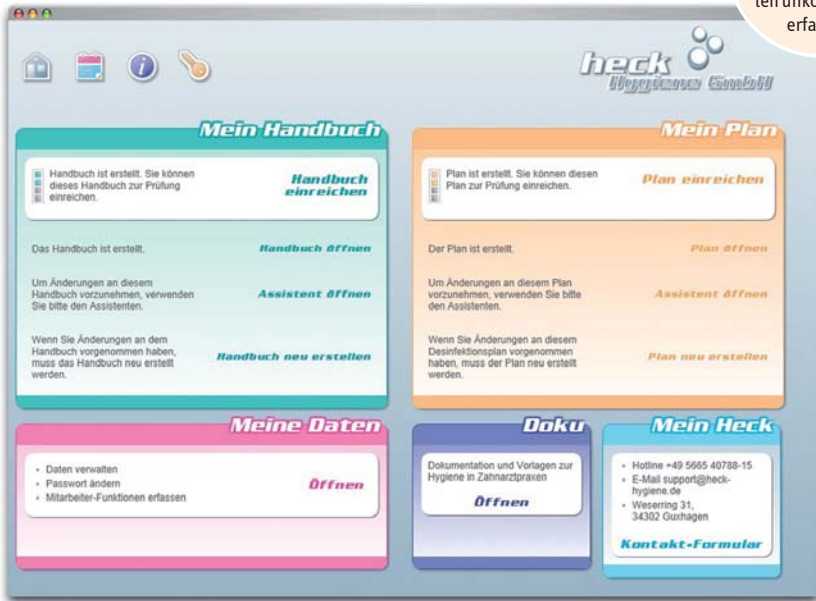 erfa
heck
Hygiene GmbH
Mein Handbuch
Handbuch ist erstellt. Sie können
dieses Handbuch zur Prüfung
einreichen.
Handbuch
einreichen
Das Handbuch ist erstellt.
Handbuch öffnen
Um Änderungen an diesem
Handbuch vorzunehmen, verwenden
Sie bitte den Assistenten.
Assistent öffnen
Wenn Sie Änderungen an dem
Handbuch vorgenommen haben,
muss das Handbuch neu erstellt
werden.
Handbuch neu erstellen
Mein Plan
Plan ist erstellt. Sie können diesen
Plan zur Prüfung einreichen.
Plan einreichen
Der Plan ist erstellt.
Plan öffnen
Um Änderungen an diesem Plan
vorzunehmen, verwenden Sie bitte
den Assistenten.
Assistent öffnen
Wenn Sie Änderungen an diesem
Desinfektionsplan vorgenommen
haben, muss der Plan neu erstellt
werden.
Plan neu erstellen
Meine Daten
Daten verwalten
Passwort ändern
Mitarbeiter-Funktionen erfassen
Öffnen
Doku
Dokumentation und Vorlagen zur
Hygiene in Zahnarztpraxen
Öffnen
Mein Heck
Hotline +49 5665 40788-15
E-Mail support@heck-
hygiene.de
Weserring 31,
34302 Guxhagen
Kontakt-Formular